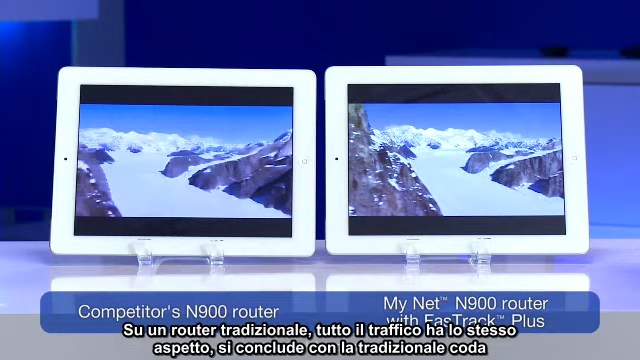 Competitor's N900 router
My Net™ N900 router
with FasTrack™ Plus
Su un router tradizionale, tutto il traffico ha lo stesso
aspetto, si conclude con la tradizionale coda